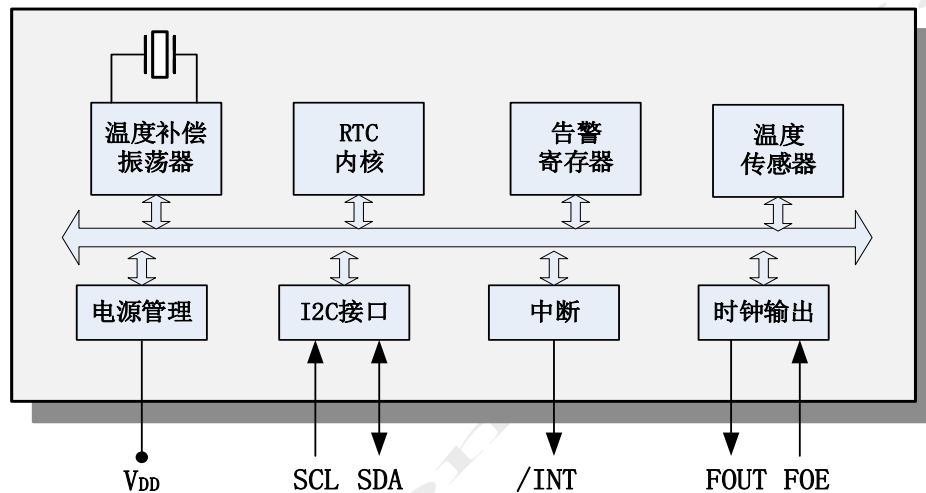 温度补偿
振荡器
RTC
内核
告警
寄存器
温度
传感器
电源管理
I2C接口
中断
时钟输出
VDD
SCL
SDA
/INT
FOUT
FOE